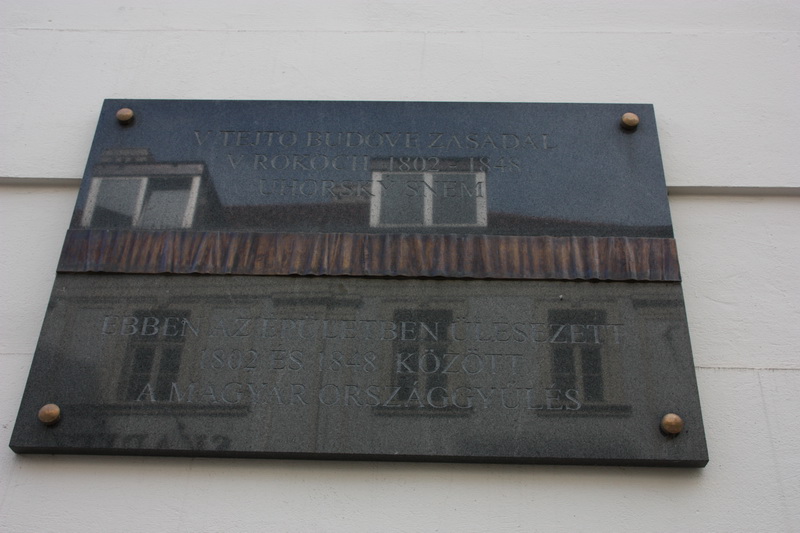 V TEJTO BUDOVE ZASADAL
V ROKOCH 1802 - 1848
UHORSKÝ SNEM
EBBEN AZ ÉPÜLETBEN ÜLÉSEZETT
1802 ÉS 1848 KÖZÖTT
A MAGYAR ORSZÁGGYŰLÉS